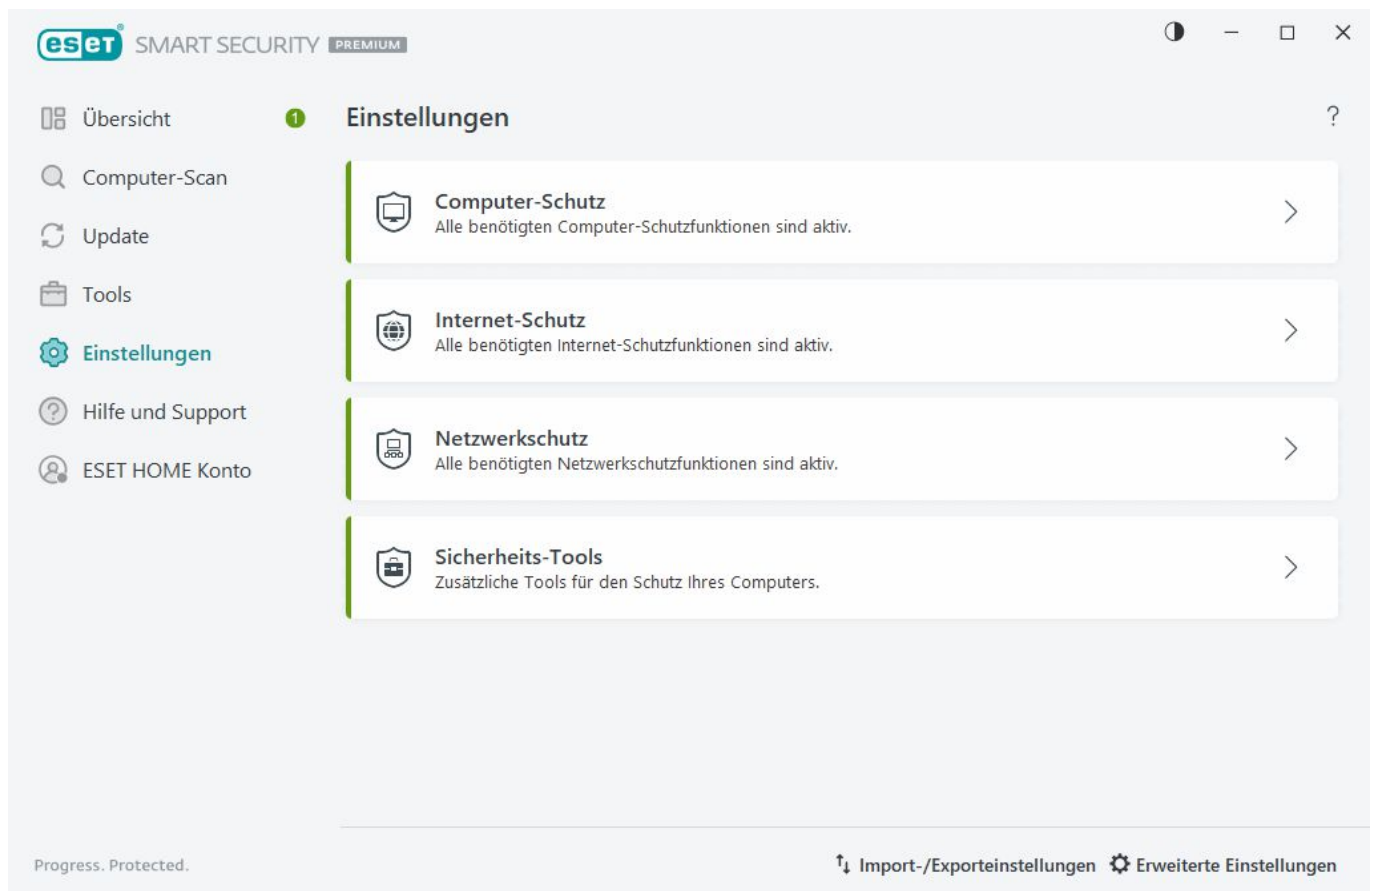 eseT SMART SECURITY PREMIUM
Übersicht 1
Computer-Scan
Update
Tools
Einstellungen
Hilfe und Support
ESET HOME Konto
Einstellungen ?
Computer-Schutz
Alle benötigten Computer-Schutzfunktionen sind aktiv.
Internet-Schutz
Alle benötigten Internet-Schutzfunktionen sind aktiv.
Netzwerkschutz
Alle benötigten Netzwerkschutzfunktionen sind aktiv.
Sicherheits-Tools
Zusätzliche Tools für den Schutz Ihres Computers.
Progress. Protected.
Import-/Exporteinstellungen Erweiterte Einstellungen